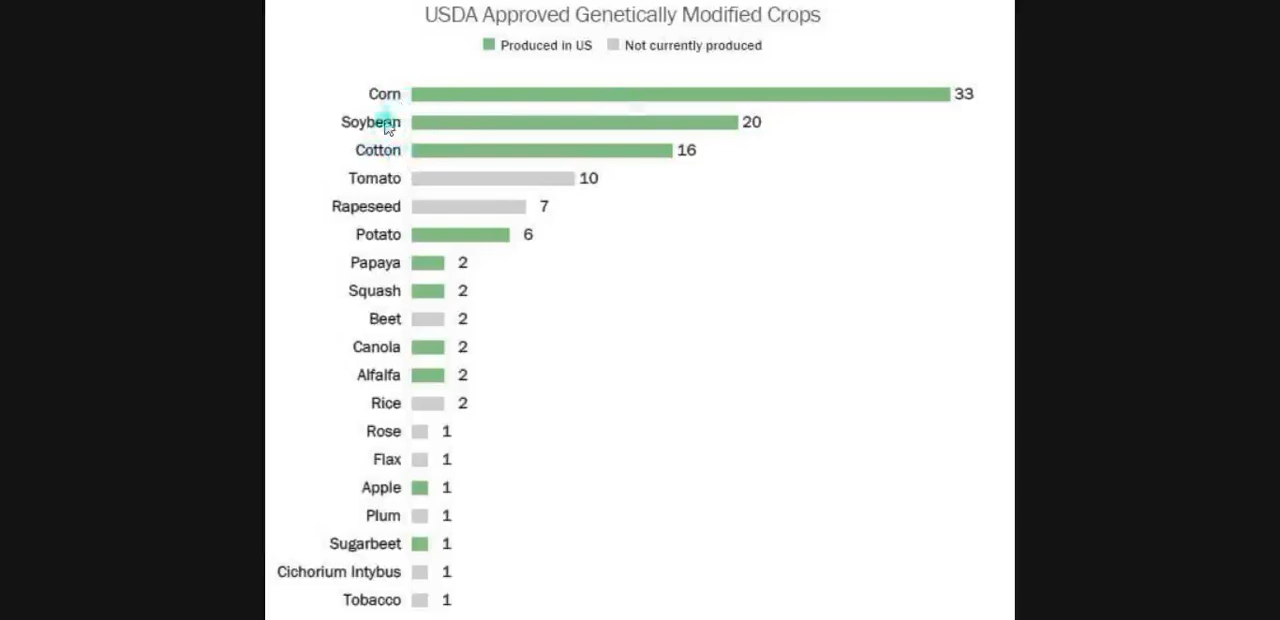 USDA Approved Genetically Modified Crops
Produced in US Not currently produced
Corn 33
Soybean 20
Cotton 16
Tomato 10
Rapeseed 7
Potato 6
Papaya 2
Squash 2
Beet 2
Canola 2
Alfalfa 2
Rice 2
Rose 1
Flax 1
Apple 1
Plum 1
Sugarbeet 1
Cichorium Intybus 1
Tobacco 1